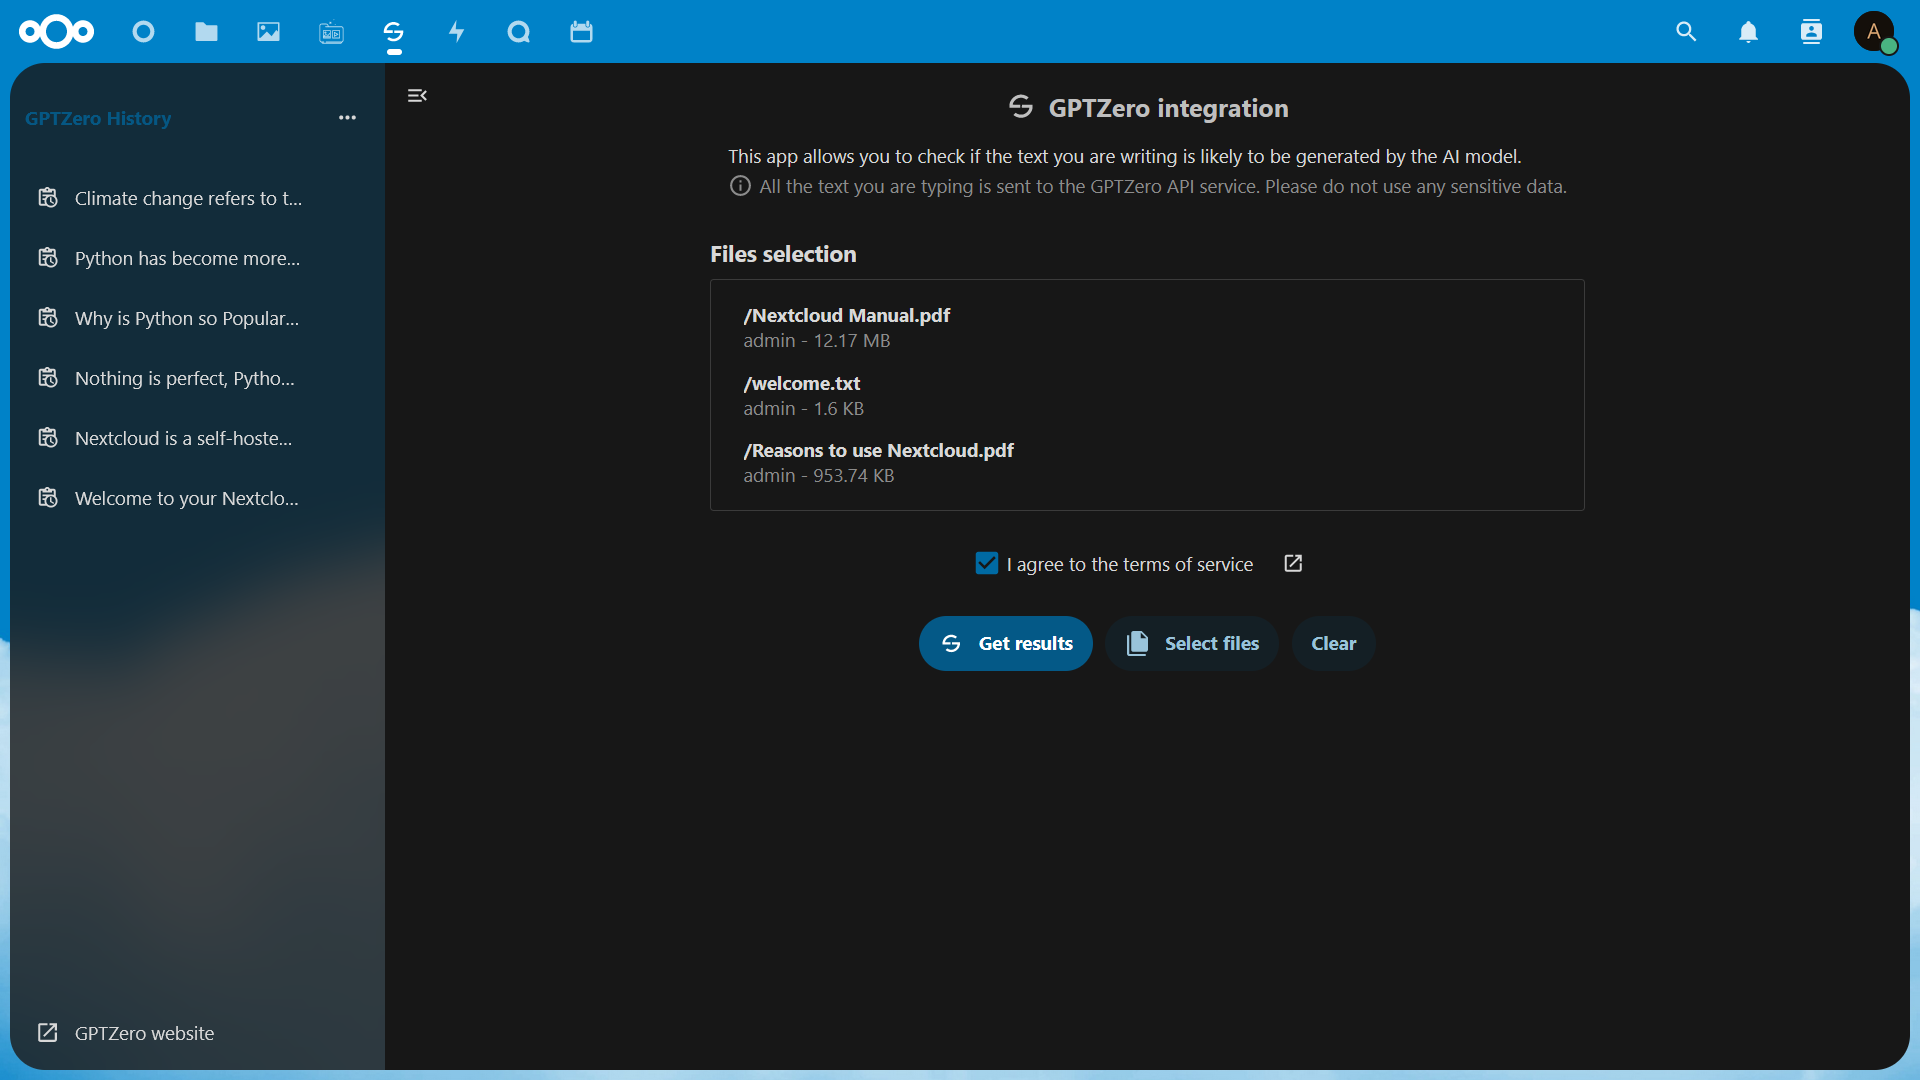 A
GPTZero History
Climate change refers to t...
Python has become more...
Why is Python so Popular...
Nothing is perfect, Pytho...
Nextcloud is a self-hoste...
Welcome to your Nextclo...
GPTZero website
GPTZero integration
This app allows you to check if the text you are writing is likely to be generated by the AI model.
All the text you are typing is sent to the GPTZero API service. Please do not use any sensitive data.
Files selection
/Nextcloud Manual.pdf
admin - 12.17 MB
/welcome.txt
admin - 1.6 KB
/Reasons to use Nextcloud.pdf
admin - 953.74 KB
I agree to the terms of service
Get results
Select files
Clear